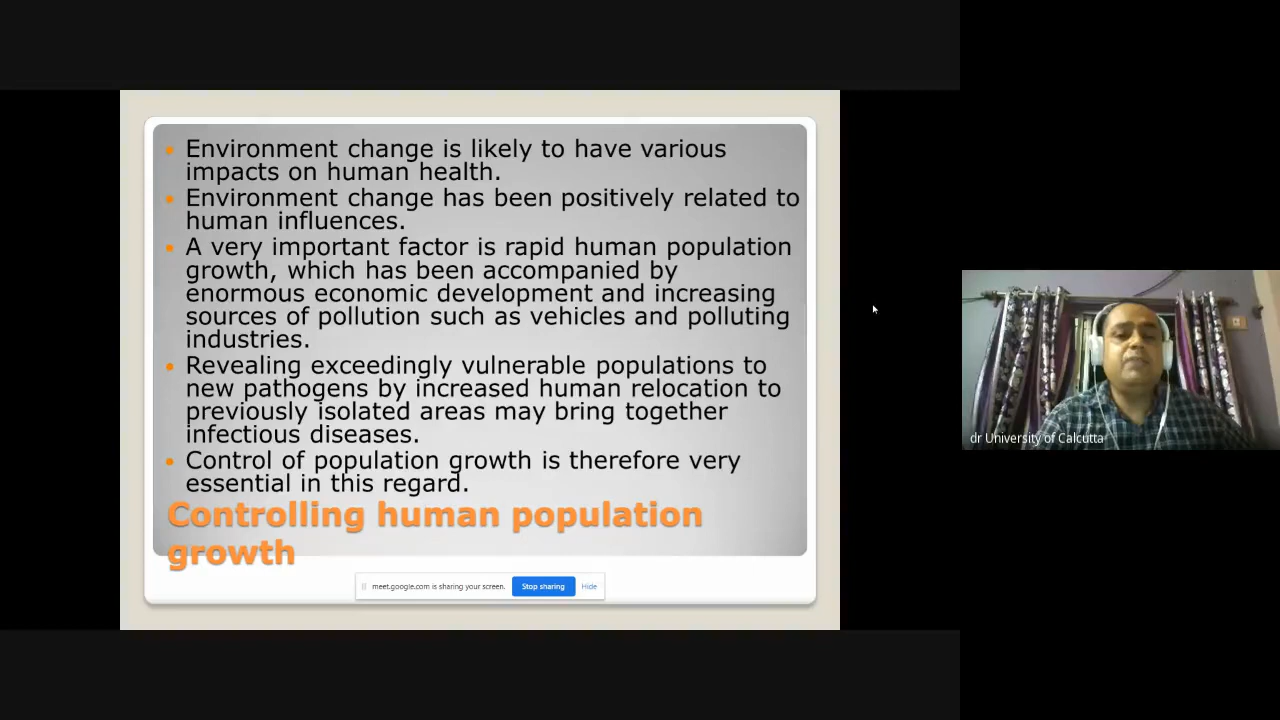 Environment change is likely to have various
impacts on human health.
Environment change has been positively related to
human influences.
A very important factor is rapid human population
growth, which has been accompanied by
enormous economic development and increasing
sources of pollution such as vehicles and polluting
industries.
Revealing exceedingly vulnerable populations to
new pathogens by increased human relocation to
previously isolated areas may bring together
infectious diseases.
Control of population growth is therefore very
essential in this regard.
Controlling human population
growth
meet.google.com is sharing your screen. Stop sharing Hide
dr University of Calcutta